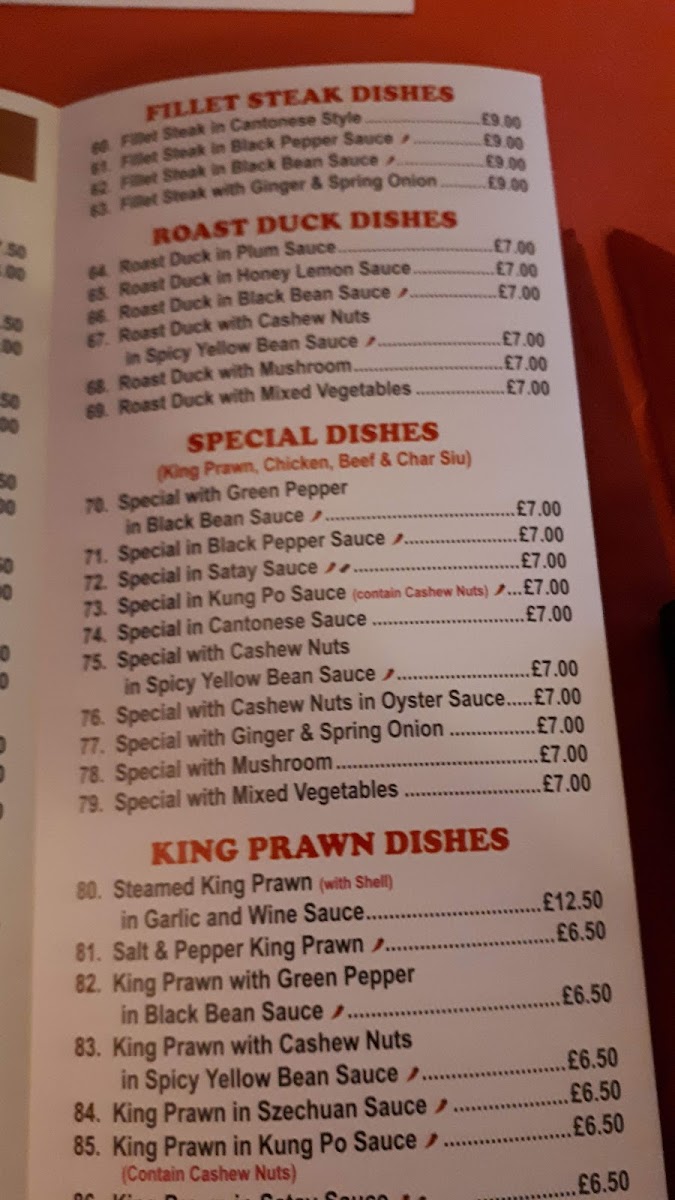 FILLET STEAK DISHES
60. Fillet Steak in Cantonese Style ........................ £9.00
61. Fillet Steak in Black Pepper Sauce ............... £9.00
62. Fillet Steak in Black Bean Sauce .................. £9.00
63. Fillet Steak with Ginger & Spring Onion .......... £9.00
ROAST DUCK DISHES
64. Roast Duck in Plum Sauce ................................ £7.00
65. Roast Duck in Honey Lemon Sauce ................. £7.00
66. Roast Duck in Black Bean Sauce .................. £7.00
67. Roast Duck with Cashew Nuts
in Spicy Yellow Bean Sauce .......................... £7.00
68. Roast Duck with Mushroom ............................... £7.00
69. Roast Duck with Mixed Vegetables .................. £7.00
SPECIAL DISHES
(King Prawn, Chicken, Beef & Char Siu)
70. Special with Green Pepper
in Black Bean Sauce ...................................... £7.00
71. Special in Black Pepper Sauce ...................... £7.00
72. Special in Satay Sauce ................................. £7.00
73. Special in Kung Po Sauce (contain Cashew Nuts) ... £7.00
74. Special in Cantonese Sauce .............................. £7.00
75. Special with Cashew Nuts
in Spicy Yellow Bean Sauce .......................... £7.00
76. Special with Cashew Nuts in Oyster Sauce ..... £7.00
77. Special with Ginger & Spring Onion ................. £7.00
78. Special with Mushroom ...................................... £7.00
79. Special with Mixed Vegetables .......................... £7.00
KING PRAWN DISHES
80. Steamed King Prawn (with Shell)
in Garlic and Wine Sauce ................................ £12.50
81. Salt & Pepper King Prawn ............................... £6.50
82. King Prawn with Green Pepper
in Black Bean Sauce ...................................... £6.50
83. King Prawn with Cashew Nuts
in Spicy Yellow Bean Sauce .......................... £6.50
84. King Prawn in Szechuan Sauce .................... £6.50
85. King Prawn in Kung Po Sauce ....................... £6.50
(Contain Cashew Nuts)
86. King Prawn in Satay Sauce ........................ £6.50